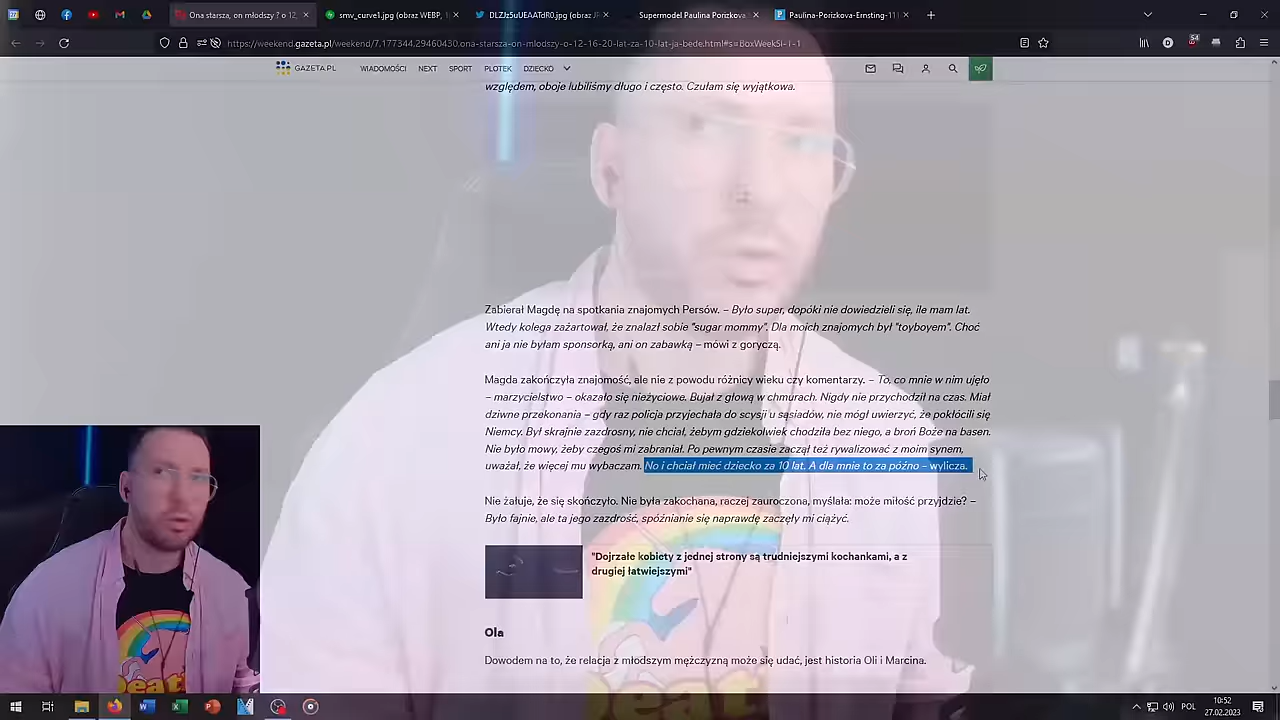 Ona starsza, on młodszy ? o 12,
smv_curve1.jpg (obraz WEBP, 1
DLZJz5uUEAATdR0.jpg (obraz JP
Supermodel Paulina Porizkova
Paulina-Porizkova-Ernsting-11
https://weekend.gazeta.pl/weekend/7,177344,29460430,ona-starsza-on-mlodszy-o-12-16-20-lat-za-10-lat-ja-bede.html#s=BoxWeekSl-1-1
54
GAZETA.PL
WIADOMOŚCI
NEXT
SPORT
PLOTEK
DZIECKO
względem, oboje lubiliśmy długo i często. Czułam się wyjątkowa.
Zabierał Magdę na spotkania znajomych Persów. – Było super, dopóki nie dowiedzieli się, ile mam lat.
Wtedy kolega zażartował, że znalazł sobie "sugar mommy". Dla moich znajomych był "toyboyem". Choć
ani ja nie byłam sponsorką, ani on zabawką – mówi z goryczą.
Magda zakończyła znajomość, ale nie z powodu różnicy wieku czy komentarzy. – To, co mnie w nim ujęło
– marzycielstwo – okazało się nieżyciowe. Bujał z głową w chmurach. Nigdy nie przychodził na czas. Miał
dziwne przekonania – gdy raz policja przyjechała do scysji u sąsiadów, nie mógł uwierzyć, że pokłócili się
Niemcy. Był skrajnie zazdrosny, nie chciał, żebym gdziekolwiek chodziła bez niego, a broń Boże na basen.
Nie było mowy, żeby czegoś mi zabraniał. Po pewnym czasie zaczął też rywalizować z moim synem,
uważał, że więcej mu wybaczam. No i chciał mieć dziecko za 10 lat. A dla mnie to za późno – wylicza.
Nie żałuje, że się skończyło. Nie była zakochana, raczej zauroczona, myślała: może miłość przyjdzie? –
Było fajnie, ale ta jego zazdrość, spóźnianie się naprawdę zaczęły mi ciążyć.
"Dojrzałe kobiety z jednej strony są trudniejszymi kochankami, a z
drugiej łatwiejszymi"
Ola
Dowodem na to, że relacja z młodszym mężczyzną może się udać, jest historia Oli i Marcina.
POL
10:52
27.02.2023